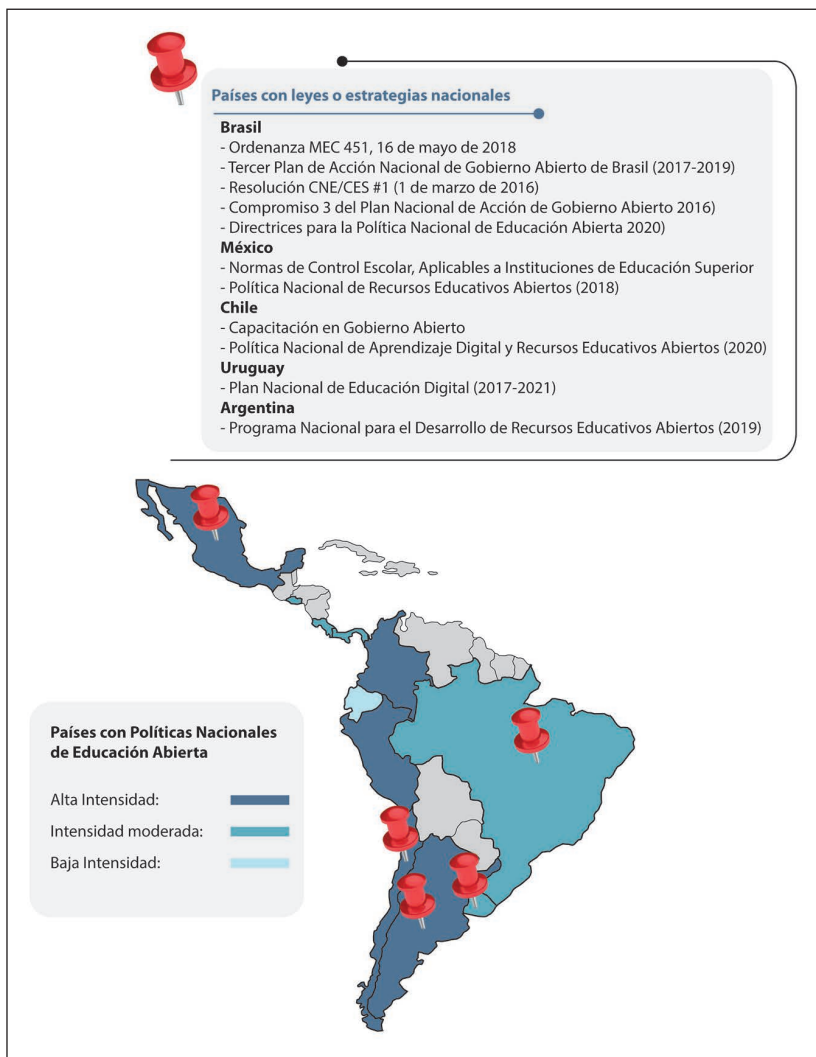 Países con leyes o estrategias nacionales
Brasil
- Ordenanza MEC 451, 16 de mayo de 2018
- Tercer Plan de Acción Nacional de Gobierno Abierto de Brasil (2017-2019)
- Resolución CNE/CES #1 (1 de marzo de 2016)
- Compromiso 3 del Plan Nacional de Acción de Gobierno Abierto 2016)
- Directrices para la Política Nacional de Educación Abierta 2020)
México
- Normas de Control Escolar, Aplicables a Instituciones de Educación Superior
- Política Nacional de Recursos Educativos Abiertos (2018)
Chile
- Capacitación en Gobierno Abierto
- Política Nacional de Aprendizaje Digital y Recursos Educativos Abiertos (2020)
Uruguay
- Plan Nacional de Educación Digital (2017-2021)
Argentina
- Programa Nacional para el Desarrollo de Recursos Educativos Abiertos (2019)
Países con Políticas Nacionales
de Educación Abierta
Alta Intensidad:
Intensidad moderada:
Baja Intensidad: